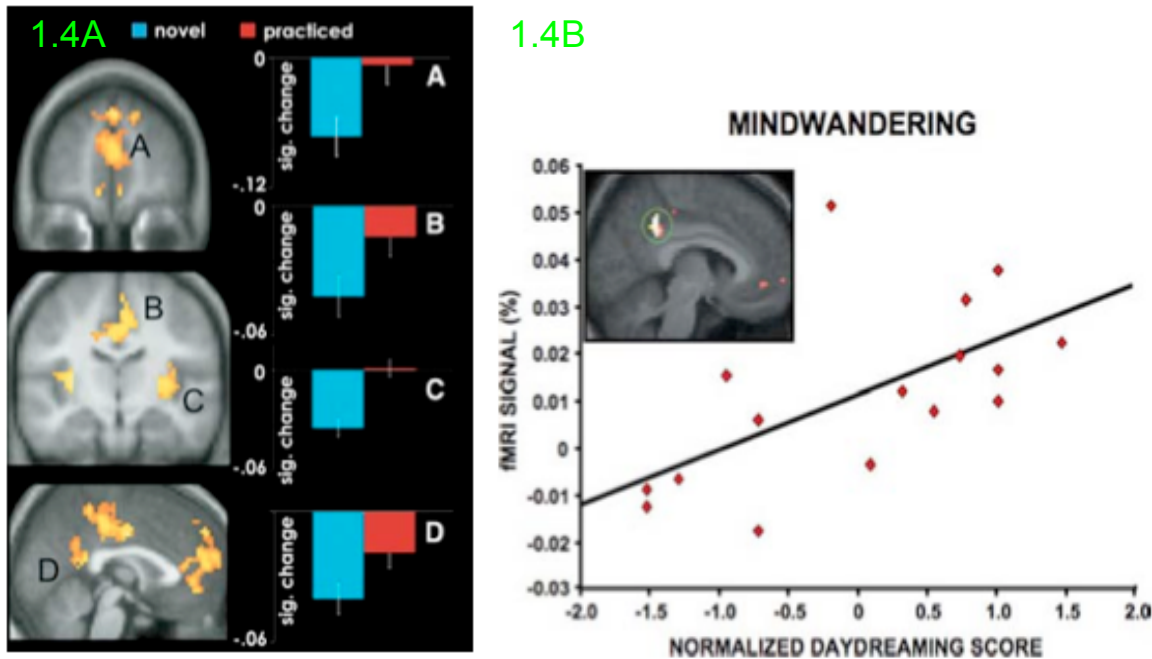 1.4A
novel practiced
0
sig. change
A
-.12
A
0
sig. change
B
-.06
B
0
sig. change
C
-.06
C
sig. change
D
-.06
D
1.4B
MINDWANDERING
fMRI SIGNAL (%)
0.06
0.05
0.04
0.03
0.02
0.01
0
-0.01
-0.02
-0.03
-2.0 -1.5 -1.0 -0.5 0 0.5 1.0 1.5 2.0
NORMALIZED DAYDREAMING SCORE